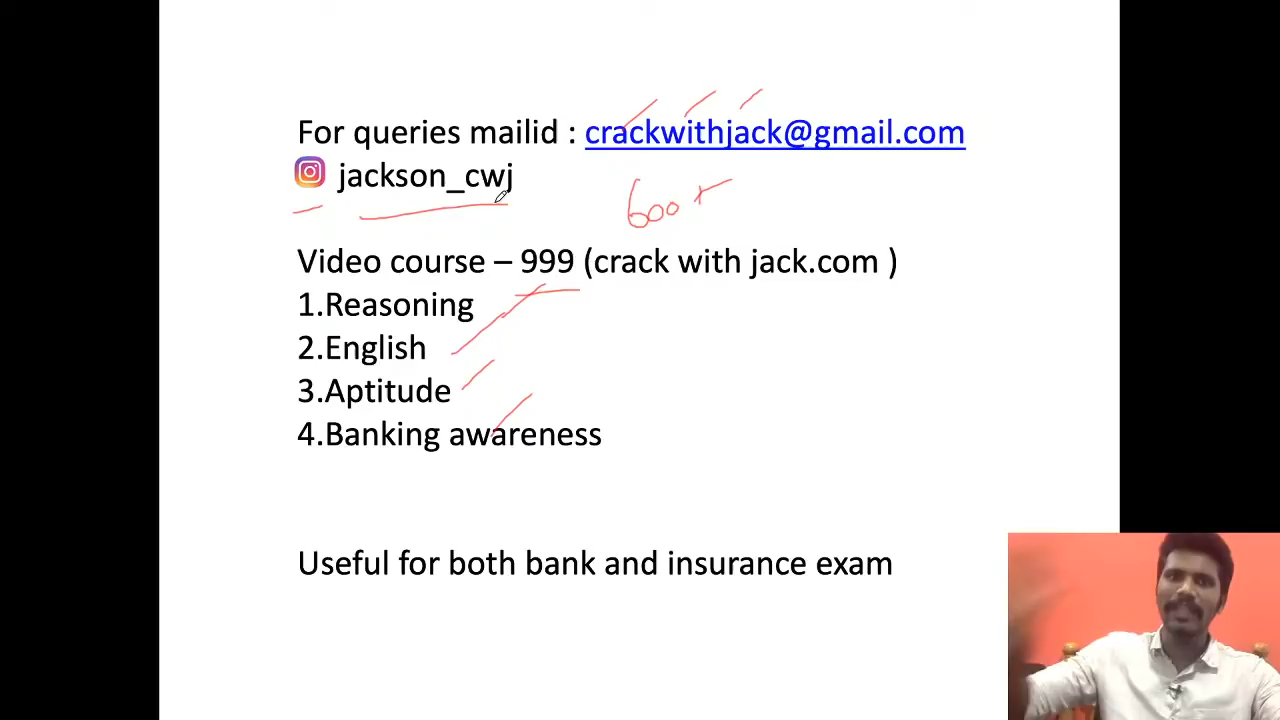 For queries mailid : crackwithjack@gmail.com
jackson_cwj
600+
Video course – 999 (crack with jack.com )
1.Reasoning
2.English
3.Aptitude
4.Banking awareness
Useful for both bank and insurance exam